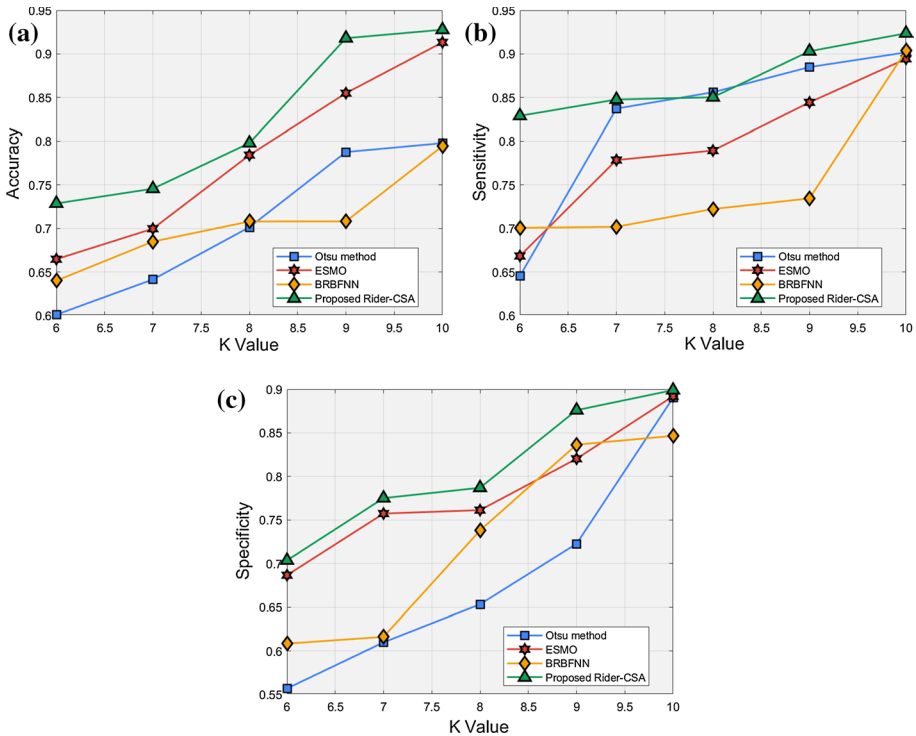 (a)
0.95
0.9
0.85
0.8
0.75
0.7
0.65
0.6
Accuracy
6 6.5 7 7.5 8 8.5 9 9.5 10
K Value
Otsu method
ESMO
BRBFNN
Proposed Rider-CSA
(b)
0.95
0.9
0.85
0.8
0.75
0.7
0.65
0.6
Sensitivity
6 6.5 7 7.5 8 8.5 9 9.5 10
K Value
Otsu method
ESMO
BRBFNN
Proposed Rider-CSA
(c)
0.9
0.85
0.8
0.75
0.7
0.65
0.6
0.55
Specificity
6 6.5 7 7.5 8 8.5 9 9.5 10
K Value
Otsu method
ESMO
BRBFNN
Proposed Rider-CSA